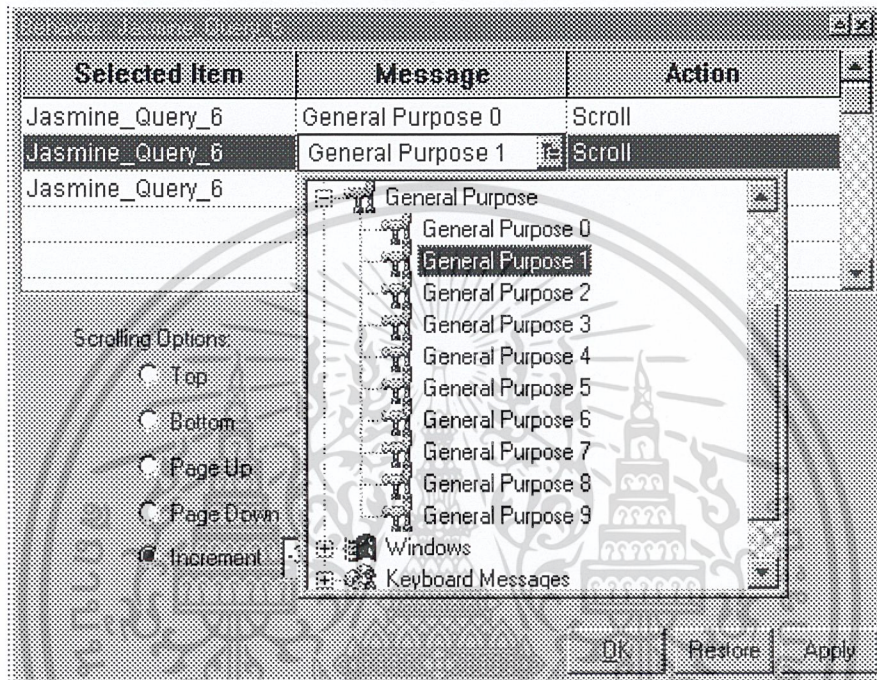 Selected Item Message Action
Jasmine_Query_6 General Purpose 0 Scroll
Jasmine_Query_6 General Purpose 1 Scroll
Jasmine_Query_6
General Purpose
General Purpose 0
General Purpose 1
General Purpose 2
General Purpose 3
General Purpose 4
General Purpose 5
General Purpose 6
General Purpose 7
General Purpose 8
General Purpose 9
Windows
Keyboard Messages
Scrolling Options:
Top
Bottom
Page Up
Page Down
Increment
OK Restore Apply